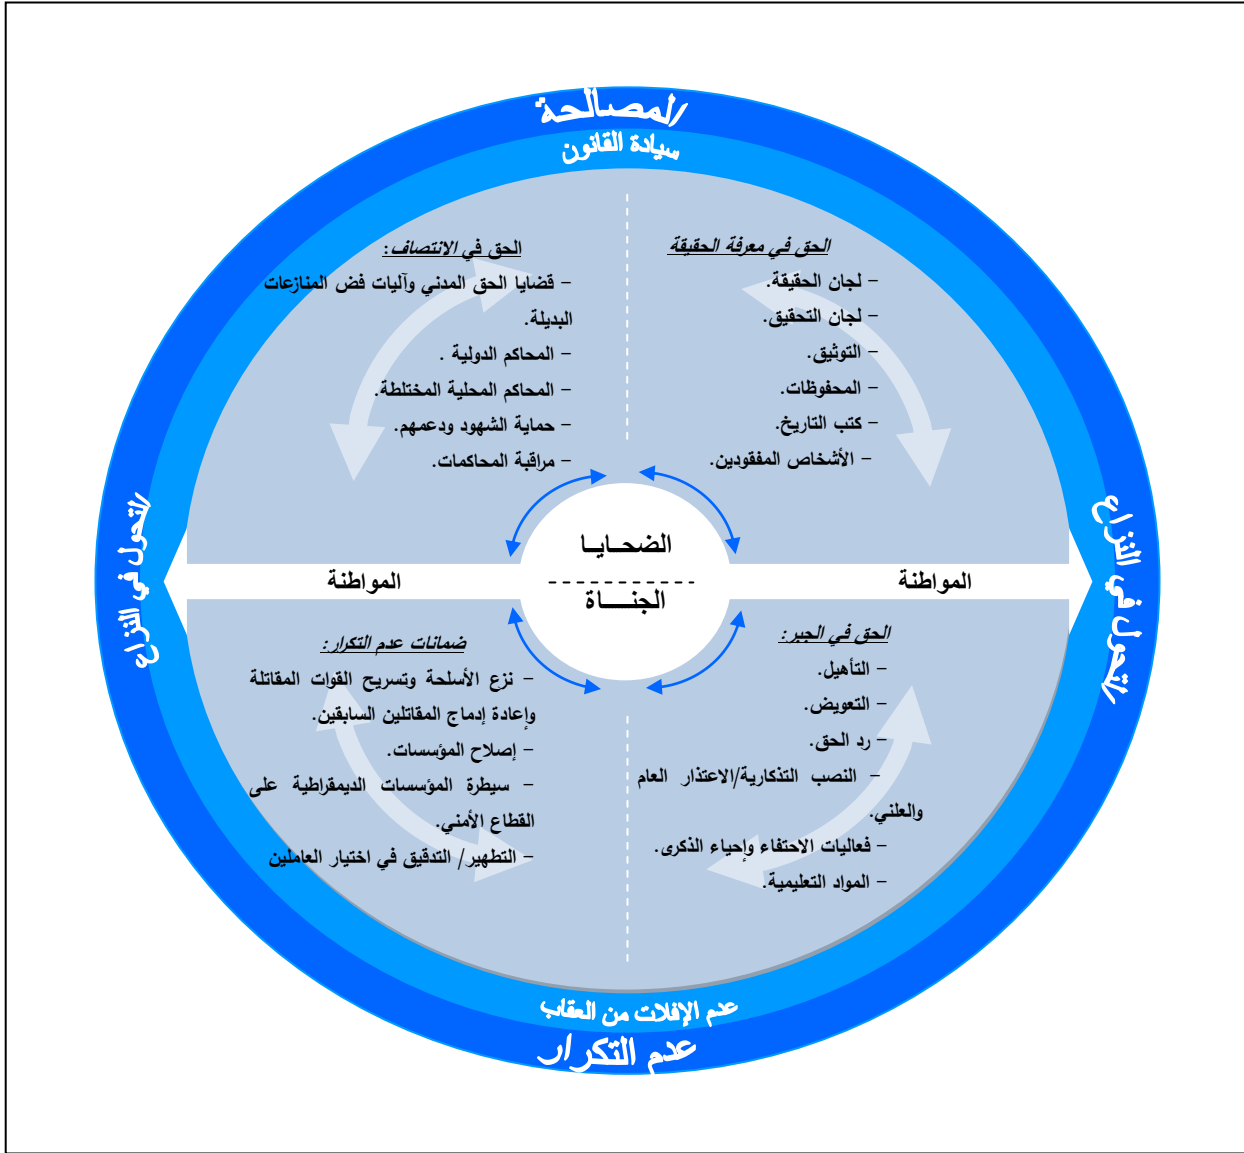 المصالحة
سيادة القانون
الحق في معرفة الحقيقة
– لجان الحقيقة.
– لجان التحقيق.
– التوثيق.
– المحفوظات.
– كتب التاريخ.
– الأشخاص المفقودين.
الحق في الانتصاف:
– قضايا الحق المدني وآليات فض المنازعات
البديلة.
– المحاكم الدولية .
– المحاكم المحلية المختلطة.
– حماية الشهود ودعمهم.
– مراقبة المحاكمات.
التحول في النزاع
المواطنة
الضحـايـا
الجنـــاة
المواطنة
التحول في النزاع
الحق في الجبر:
– التأهيل.
– التعويض.
– رد الحق.
– النصب التذكارية/الاعتذار العام
والعلني.
– فعاليات الاحتفاء وإحياء الذكرى.
– المواد التعليمية.
ضمانات عدم التكرار:
– نزع الأسلحة وتسريح القوات المقاتلة
وإعادة إدماج المقاتلين السابقين.
– إصلاح المؤسسات.
– سيطرة المؤسسات الديمقراطية على
القطاع الأمني.
– التطهير/ التدقيق في اختيار العاملين
عدم الإفلات من العقاب
عدم التكرار